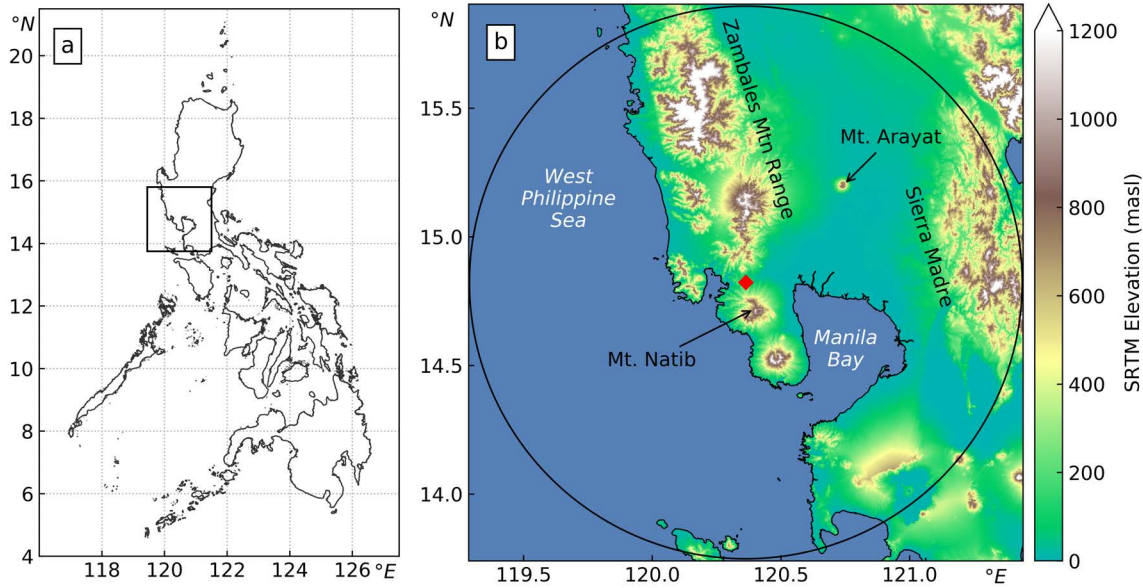 °N
a
20
18
16
14
12
10
8
6
4
118
120
122
124
126
°E
°N
b
15.5
15.0
14.5
14.0
119.5
120.0
120.5
121.0
°E
Zambales Mtn Range
Mt. Arayat
West
Philippine
Sea
Sierra Madre
Mt. Natib
Manila
Bay
1200
1000
800
600
400
200
0
SRTM Elevation (masl)